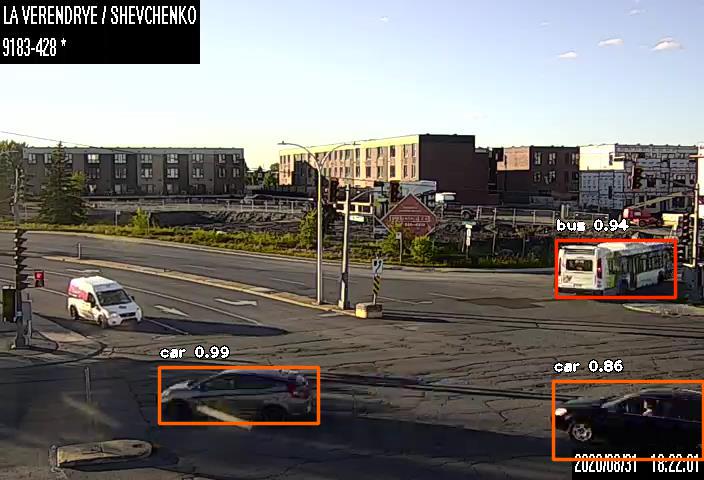 LA VERENDRYE / SHEVCHENKO
9183-428 *
bus 0.94
car 0.99
car 0.86
2020/08/31 18:22:01